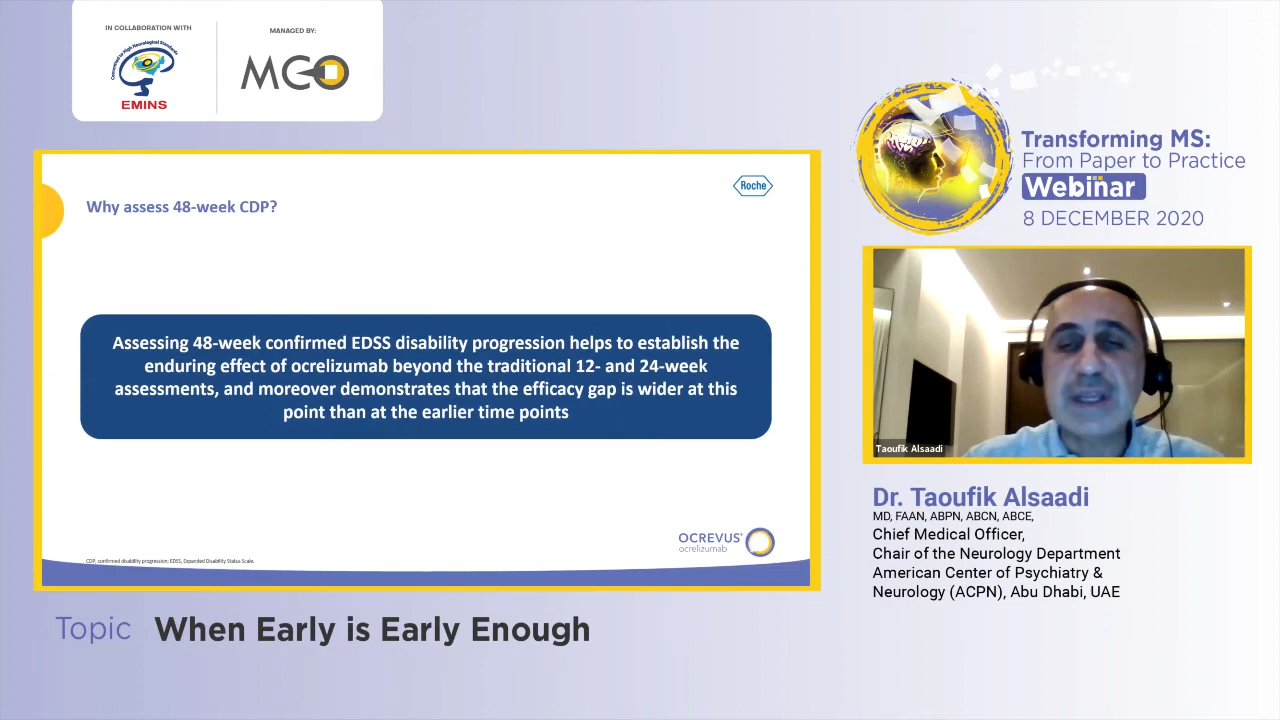 IN COLLABORATION WITH
Committed to High Neurological Standards
EMINS
MANAGED BY:
MCO
Transforming MS:
From Paper to Practice
Webinar
8 DECEMBER 2020
Roche
Why assess 48-week CDP?
Assessing 48-week confirmed EDSS disability progression helps to establish the
enduring effect of ocrelizumab beyond the traditional 12- and 24-week
assessments, and moreover demonstrates that the efficacy gap is wider at this
point than at the earlier time points
OCREVUS®
ocrelizumab
CDP, confirmed disability progression; EDSS, Expanded Disability Status Scale.
Taoufik Alsaadi
Dr. Taoufik Alsaadi
MD, FAAN, ABPN, ABCN, ABCE,
Chief Medical Officer,
Chair of the Neurology Department
American Center of Psychiatry &
Neurology (ACPN), Abu Dhabi, UAE
Topic When Early is Early Enough